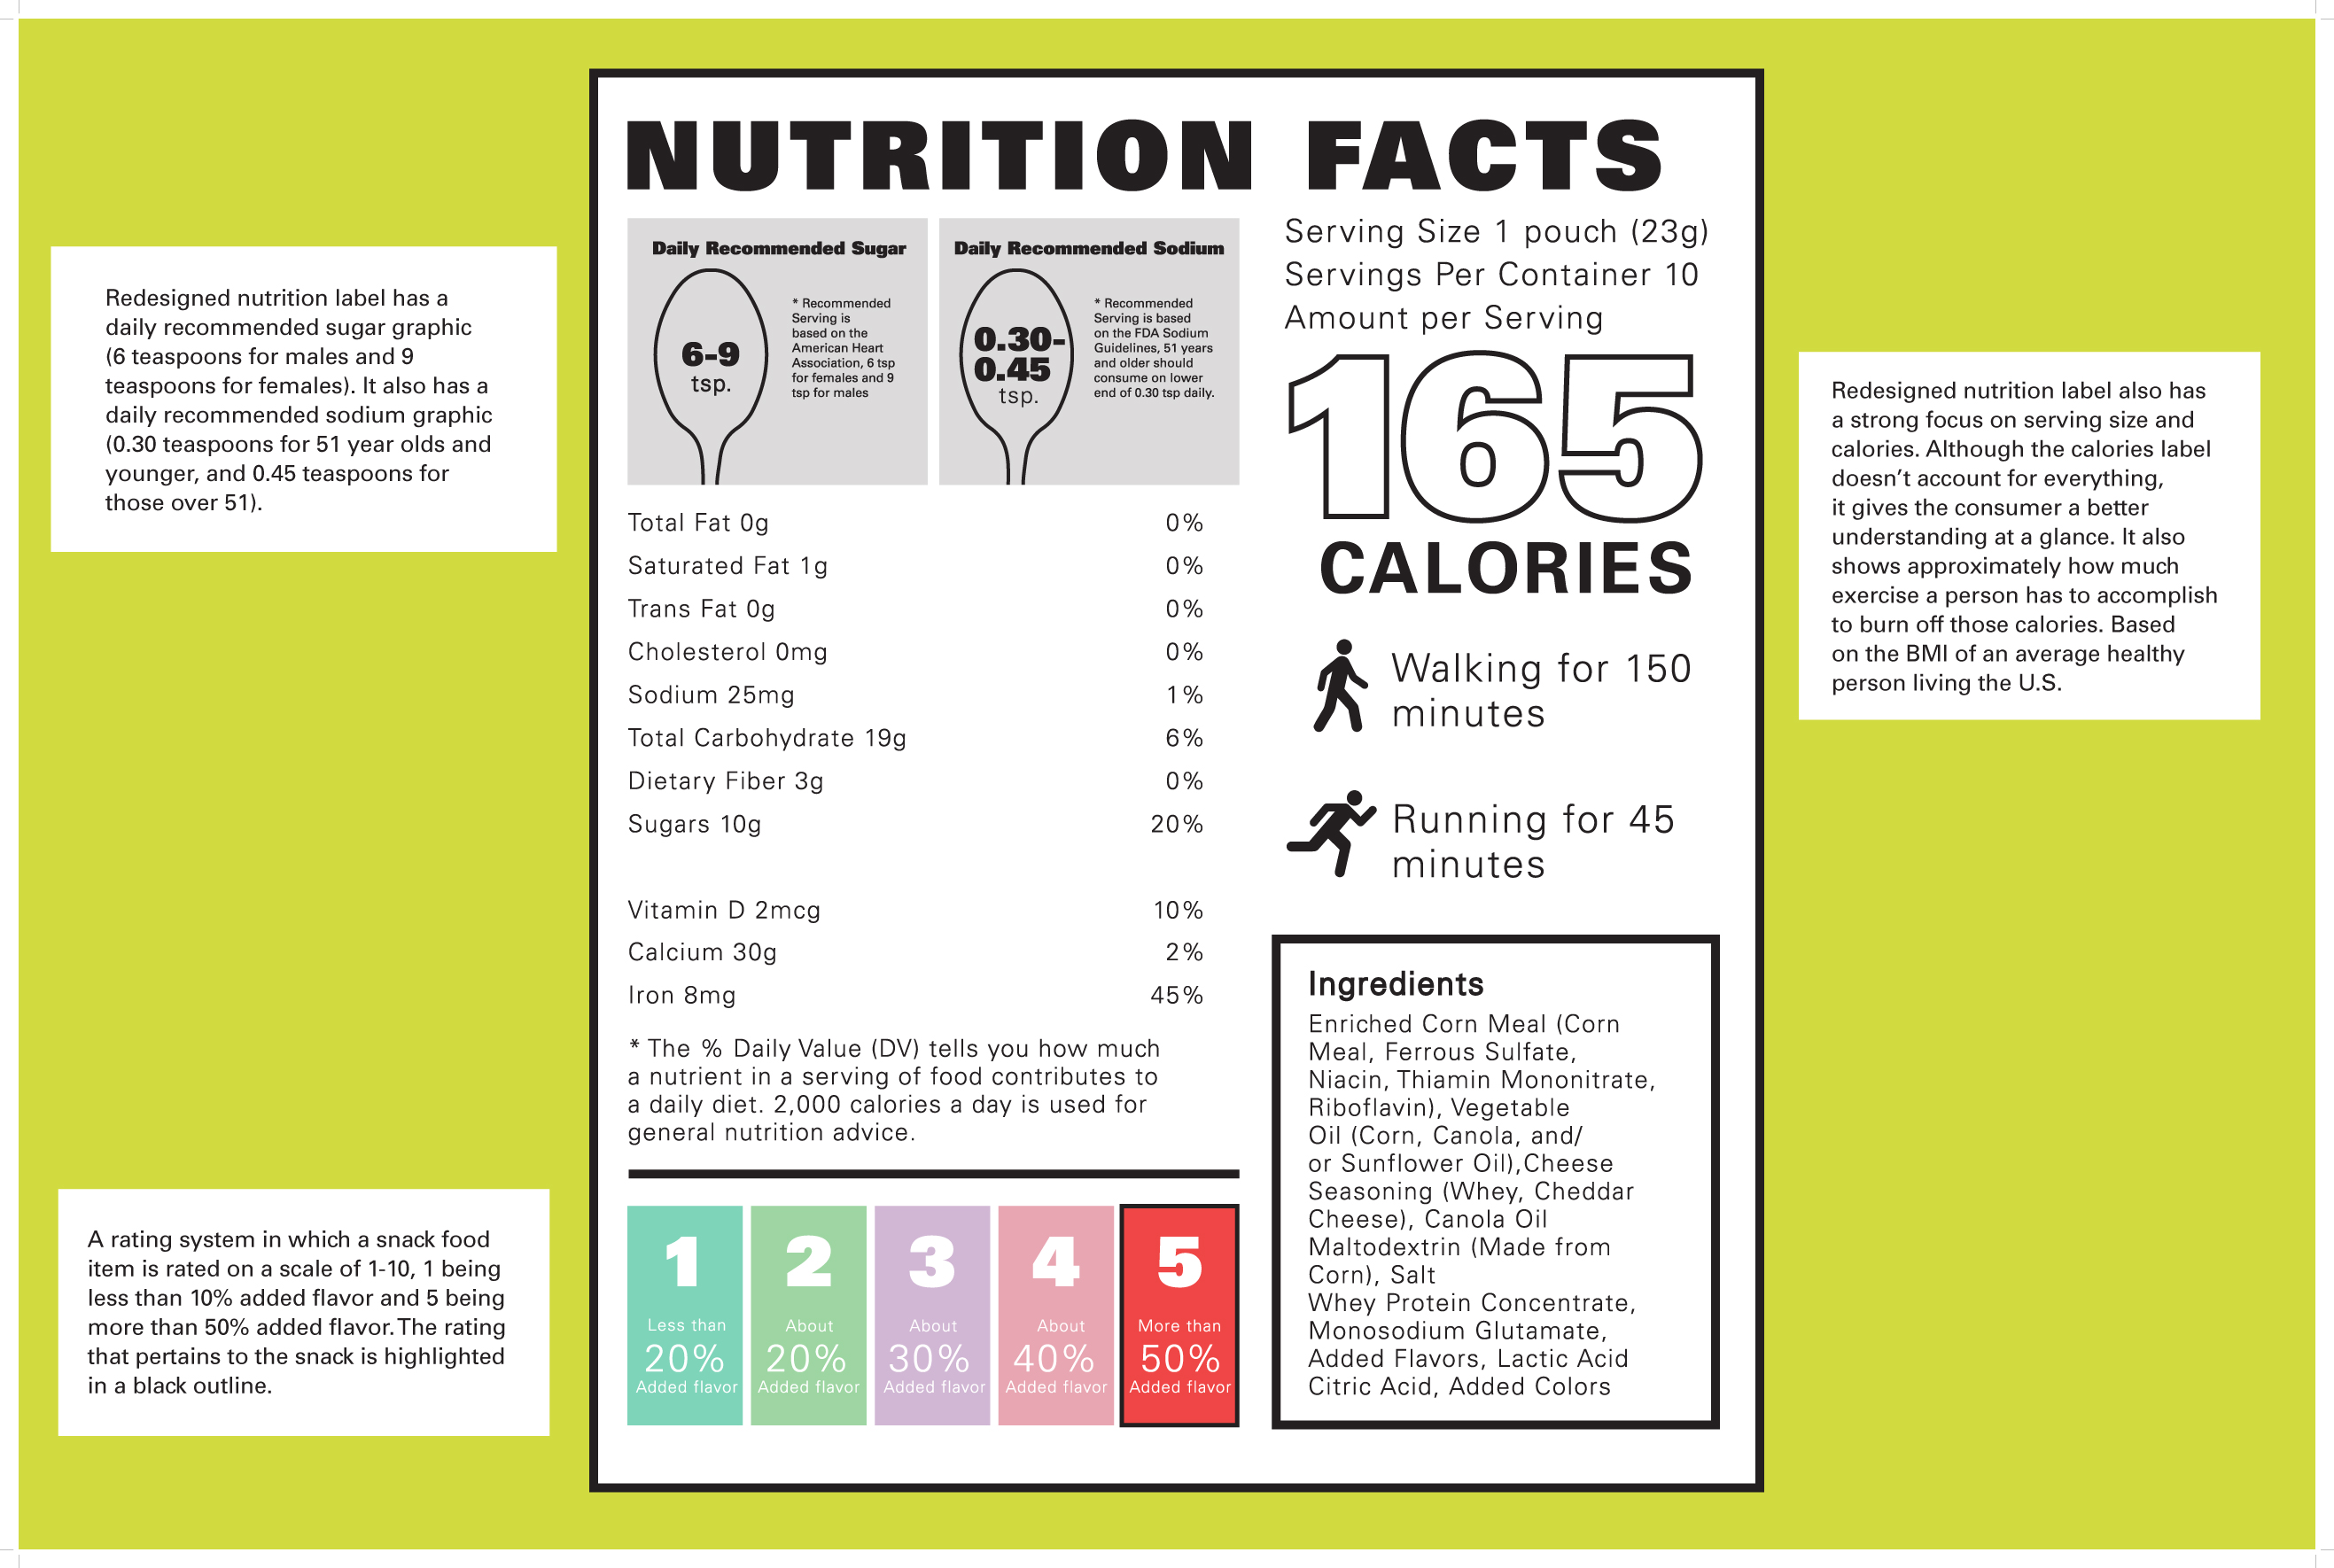 NUTRITION FACTS
Redesigned nutrition label has a
daily recommended sugar graphic
(6 teaspoons for males and 9
teaspoons for females). It also has a
daily recommended sodium graphic
(0.30 teaspoons for 51 year olds and
younger, and 0.45 teaspoons for
those over 51).
A rating system in which a snack food
item is rated on a scale of 1-10, 1 being
less than 10% added flavor and 5 being
more than 50% added flavor. The rating
that pertains to the snack is highlighted
in a black outline.
Daily Recommended Sugar
6-9
tsp.
* Recommended
Serving is
based on the
American Heart
Association, 6 tsp
for females and 9
tsp for males
Daily Recommended Sodium
0.30-
0.45
tsp.
* Recommended
Serving is based
on the FDA Sodium
Guidelines, 51 years
and older should
consume on lower
end of 0.30 tsp daily.
Total Fat 0g 0%
Saturated Fat 1g 0%
Trans Fat 0g 0%
Cholesterol 0mg 0%
Sodium 25mg 1%
Total Carbohydrate 19g 6%
Dietary Fiber 3g 0%
Sugars 10g 20%
Vitamin D 2mcg 10%
Calcium 30g 2%
Iron 8mg 45%
* The % Daily Value (DV) tells you how much
a nutrient in a serving of food contributes to
a daily diet. 2,000 calories a day is used for
general nutrition advice.
1
Less than
20%
Added flavor
2
About
20%
Added flavor
3
About
30%
Added flavor
4
About
40%
Added flavor
5
More than
50%
Added flavor
Serving Size 1 pouch (23g)
Servings Per Container 10
Amount per Serving
165
CALORIES
Walking for 150
minutes
Running for 45
minutes
Ingredients
Enriched Corn Meal (Corn
Meal, Ferrous Sulfate,
Niacin, Thiamin Mononitrate,
Riboflavin), Vegetable
Oil (Corn, Canola, and/
or Sunflower Oil),Cheese
Seasoning (Whey, Cheddar
Cheese), Canola Oil
Maltodextrin (Made from
Corn), Salt
Whey Protein Concentrate,
Monosodium Glutamate,
Added Flavors, Lactic Acid
Citric Acid, Added Colors
Redesigned nutrition label also has
a strong focus on serving size and
calories. Although the calories label
doesn’t account for everything,
it gives the consumer a better
understanding at a glance. It also
shows approximately how much
exercise a person has to accomplish
to burn off those calories. Based
on the BMI of an average healthy
person living the U.S.